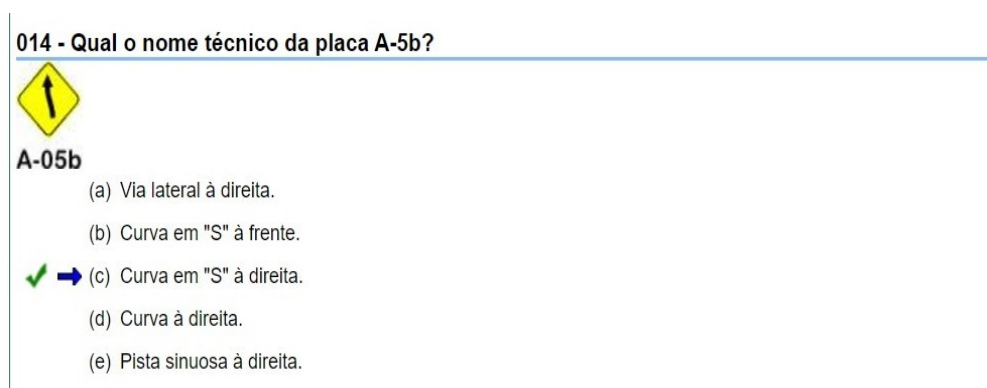 014 - Qual o nome técnico da placa A-5b?
A-05b
(a) Via lateral à direita.
(b) Curva em "S" à frente.
(c) Curva em "S" à direita.
(d) Curva à direita.
(e) Pista sinuosa à direita.